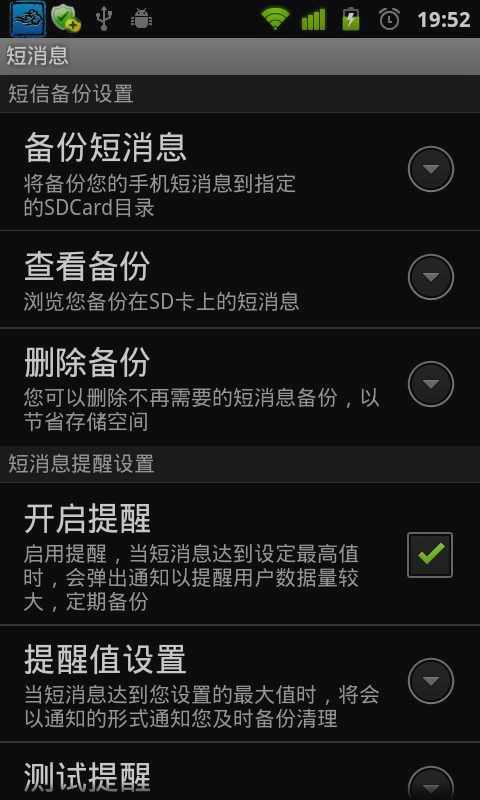 19:52
短消息
短信备份设置
备份短消息
将备份您的手机短消息到指定
的SDCard目录
查看备份
浏览您备份在SD卡上的短消息
删除备份
您可以删除不再需要的短消息备份，以
节省存储空间
短消息提醒设置
开启提醒
启用提醒，当短消息达到设定最高值
时，会弹出通知以提醒用户数据量较
大，定期备份
提醒值设置
当短消息达到您设置的最大值时，将会
以通知的形式通知您及时备份清理
测试提醒